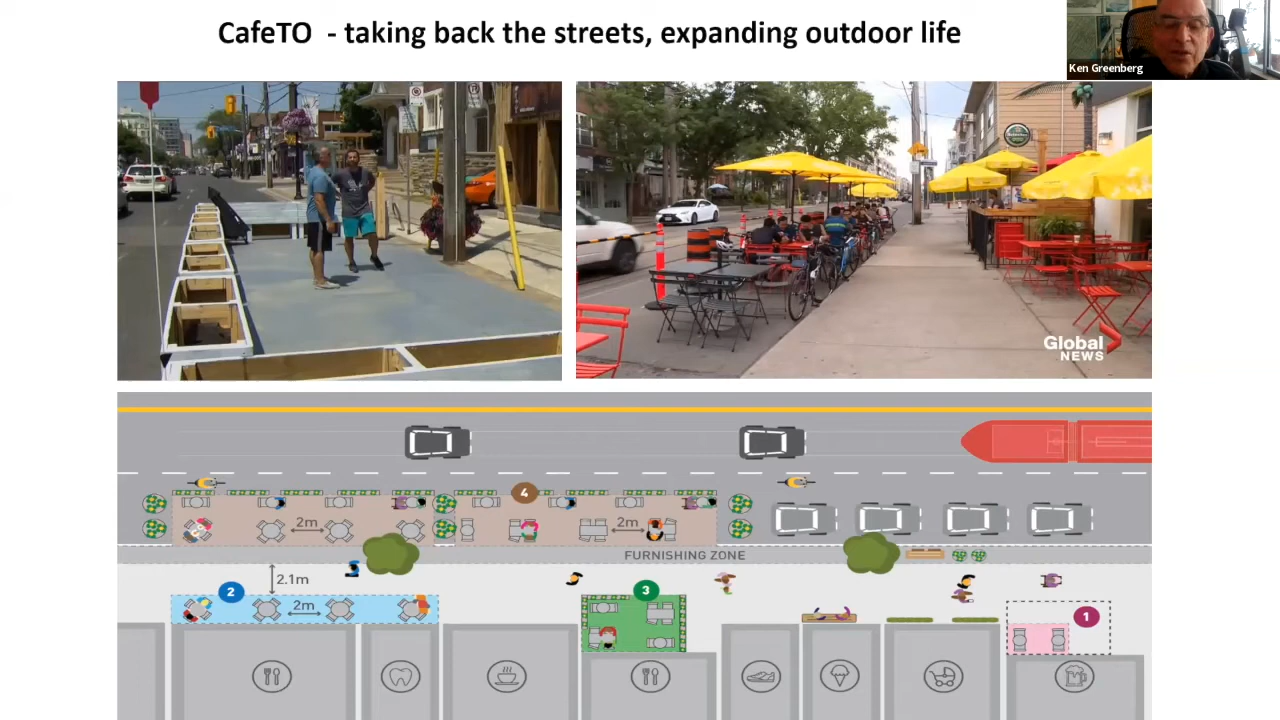 CafeTO - taking back the streets, expanding outdoor life
Ken Greenberg
Global
NEWS
4
2m
2m
FURNISHING ZONE
2.1m
2
2m
3
1